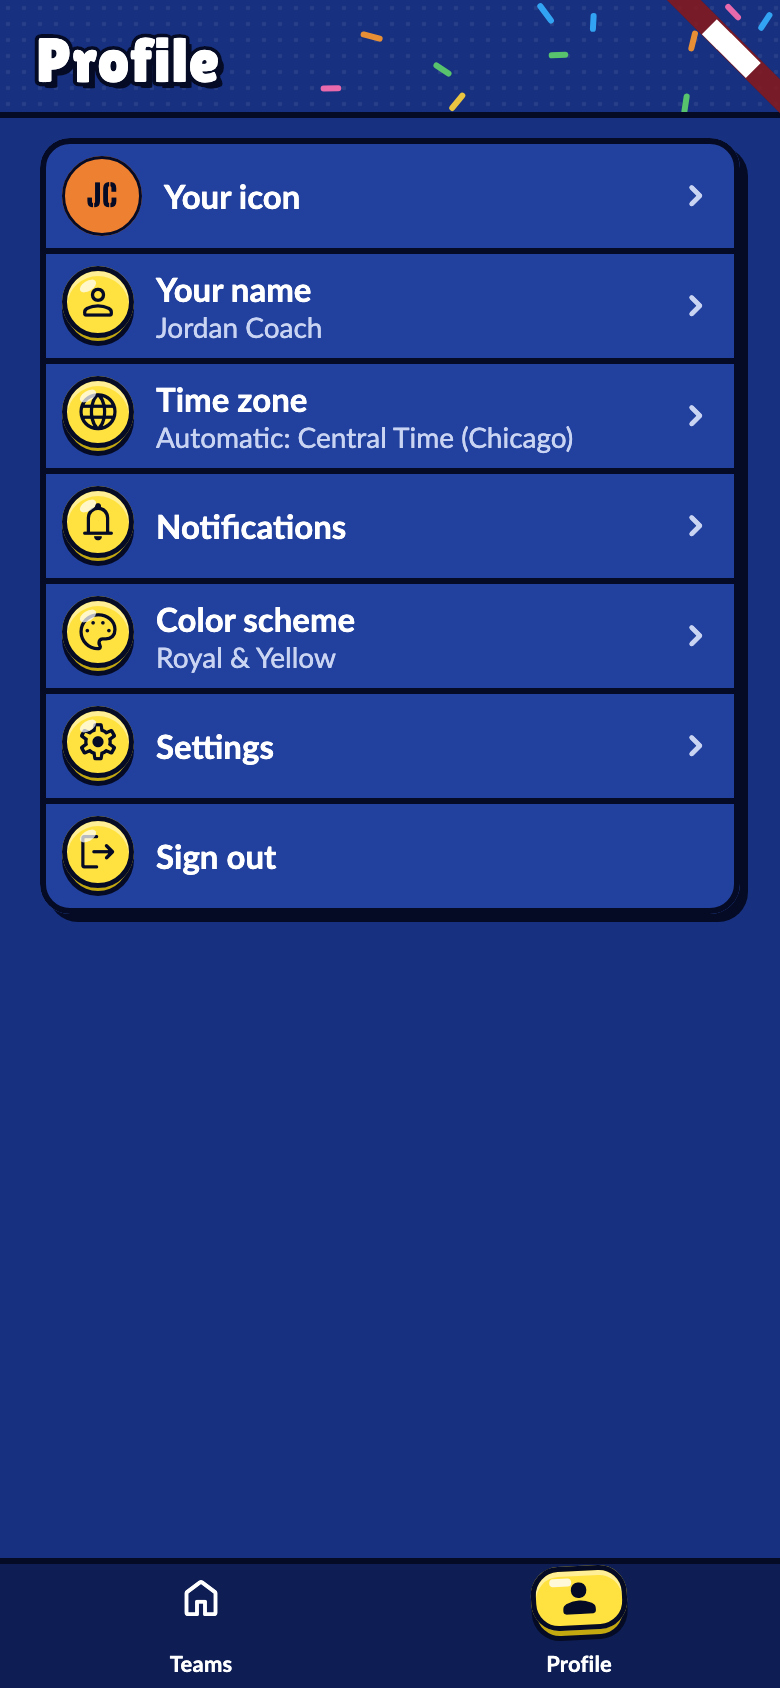 Profile
JC
Your icon
Your name
Jordan Coach
Time zone
Automatic: Central Time (Chicago)
Notifications
Color scheme
Royal & Yellow
Settings
Sign out
Teams
Profile